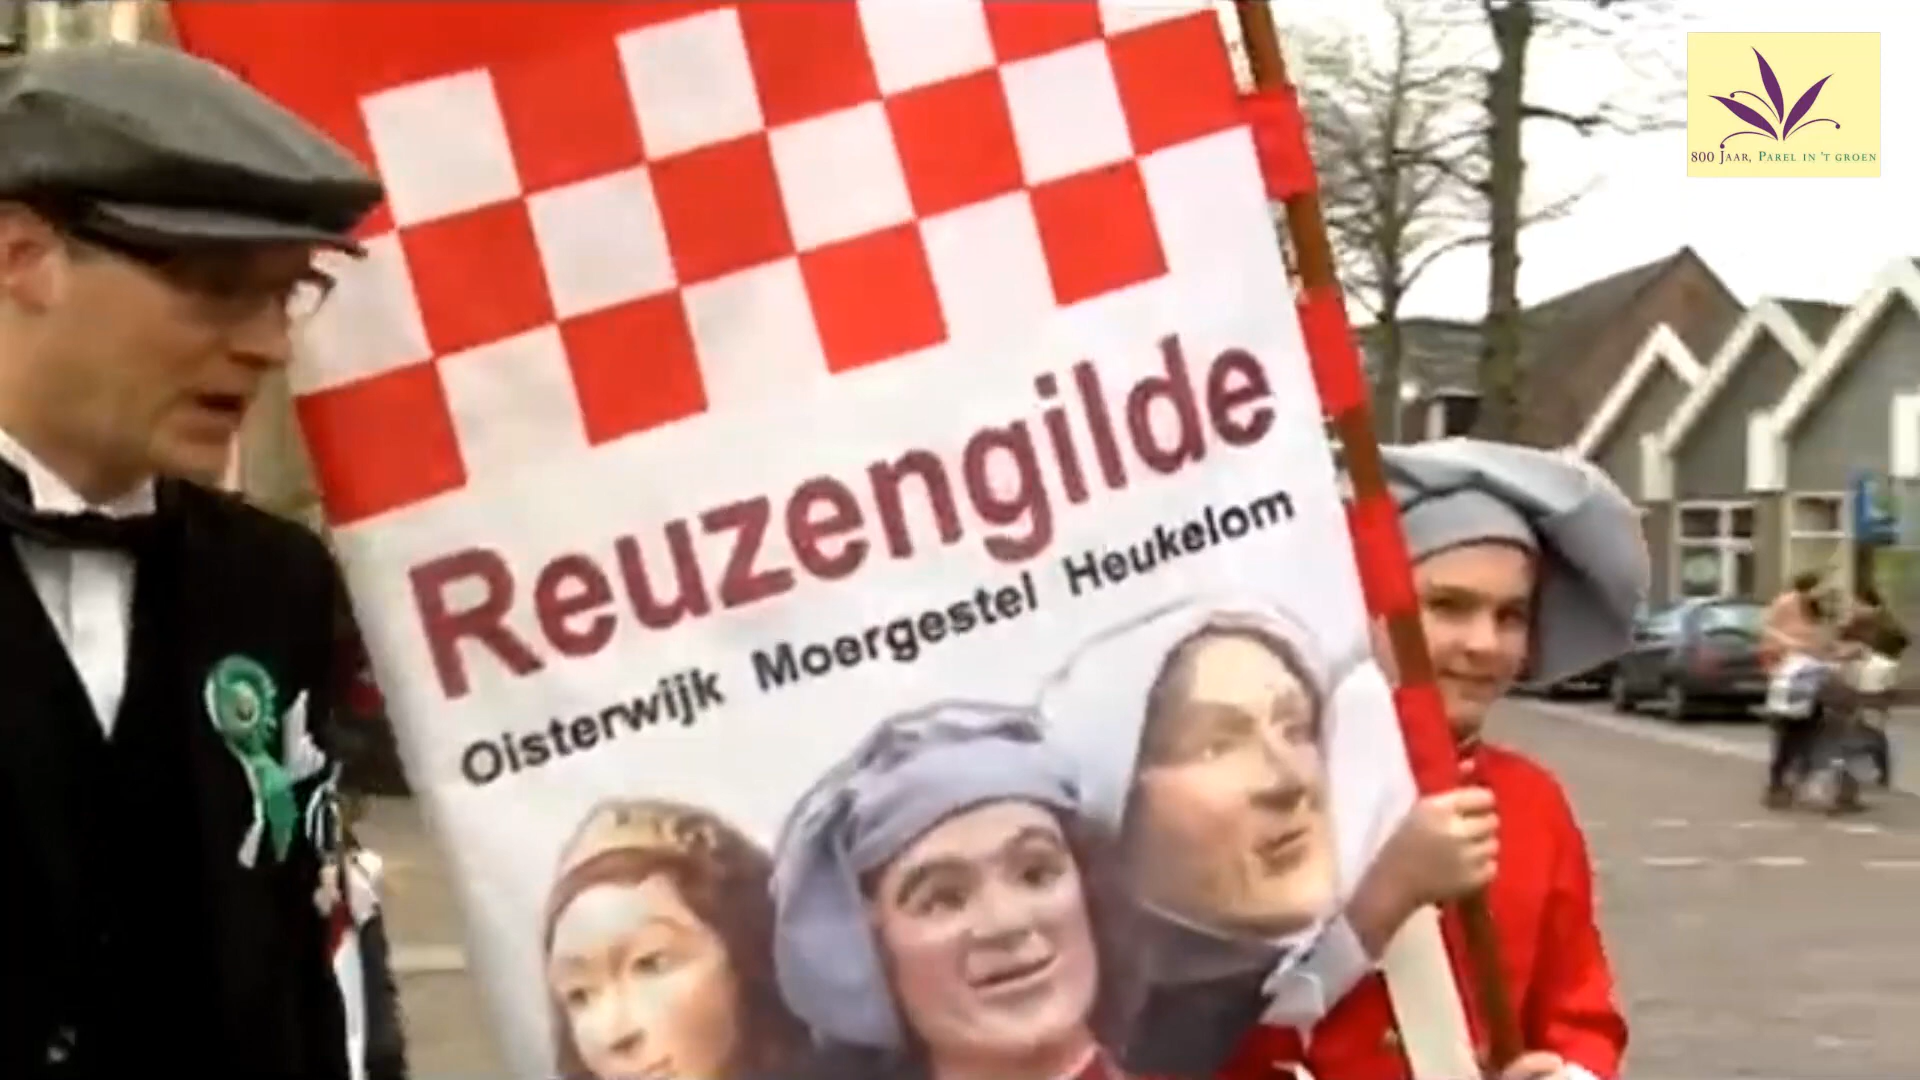 800 JAAR, PAREL IN 'T GROEN
Reuzengilde
Oisterwijk Moergestel Heukelom